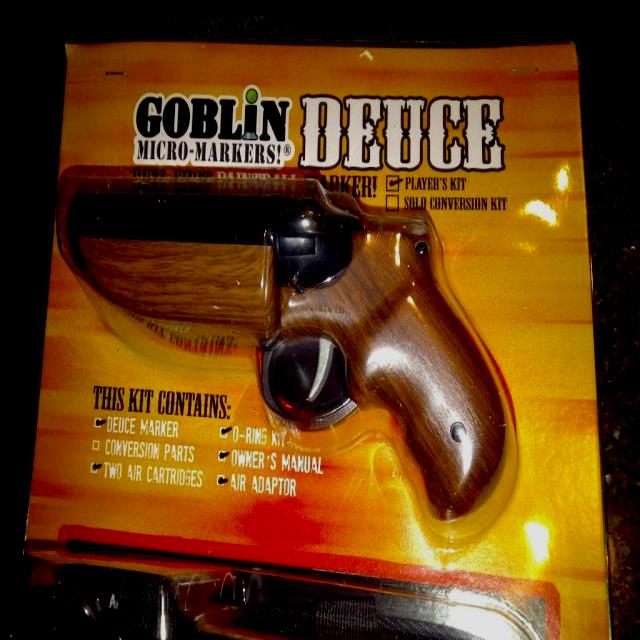 GOBLIN DEUCE
MICRO-MARKERS!®
PAINTBALL MARKER!
PLAYER'S KIT
SOLO CONVERSION KIT
THIS KIT CONTAINS:
DEUCE MARKER
CONVERSION PARTS
TWO AIR CARTRIDGES
O-RING KIT
OWNER'S MANUAL
AIR ADAPTOR